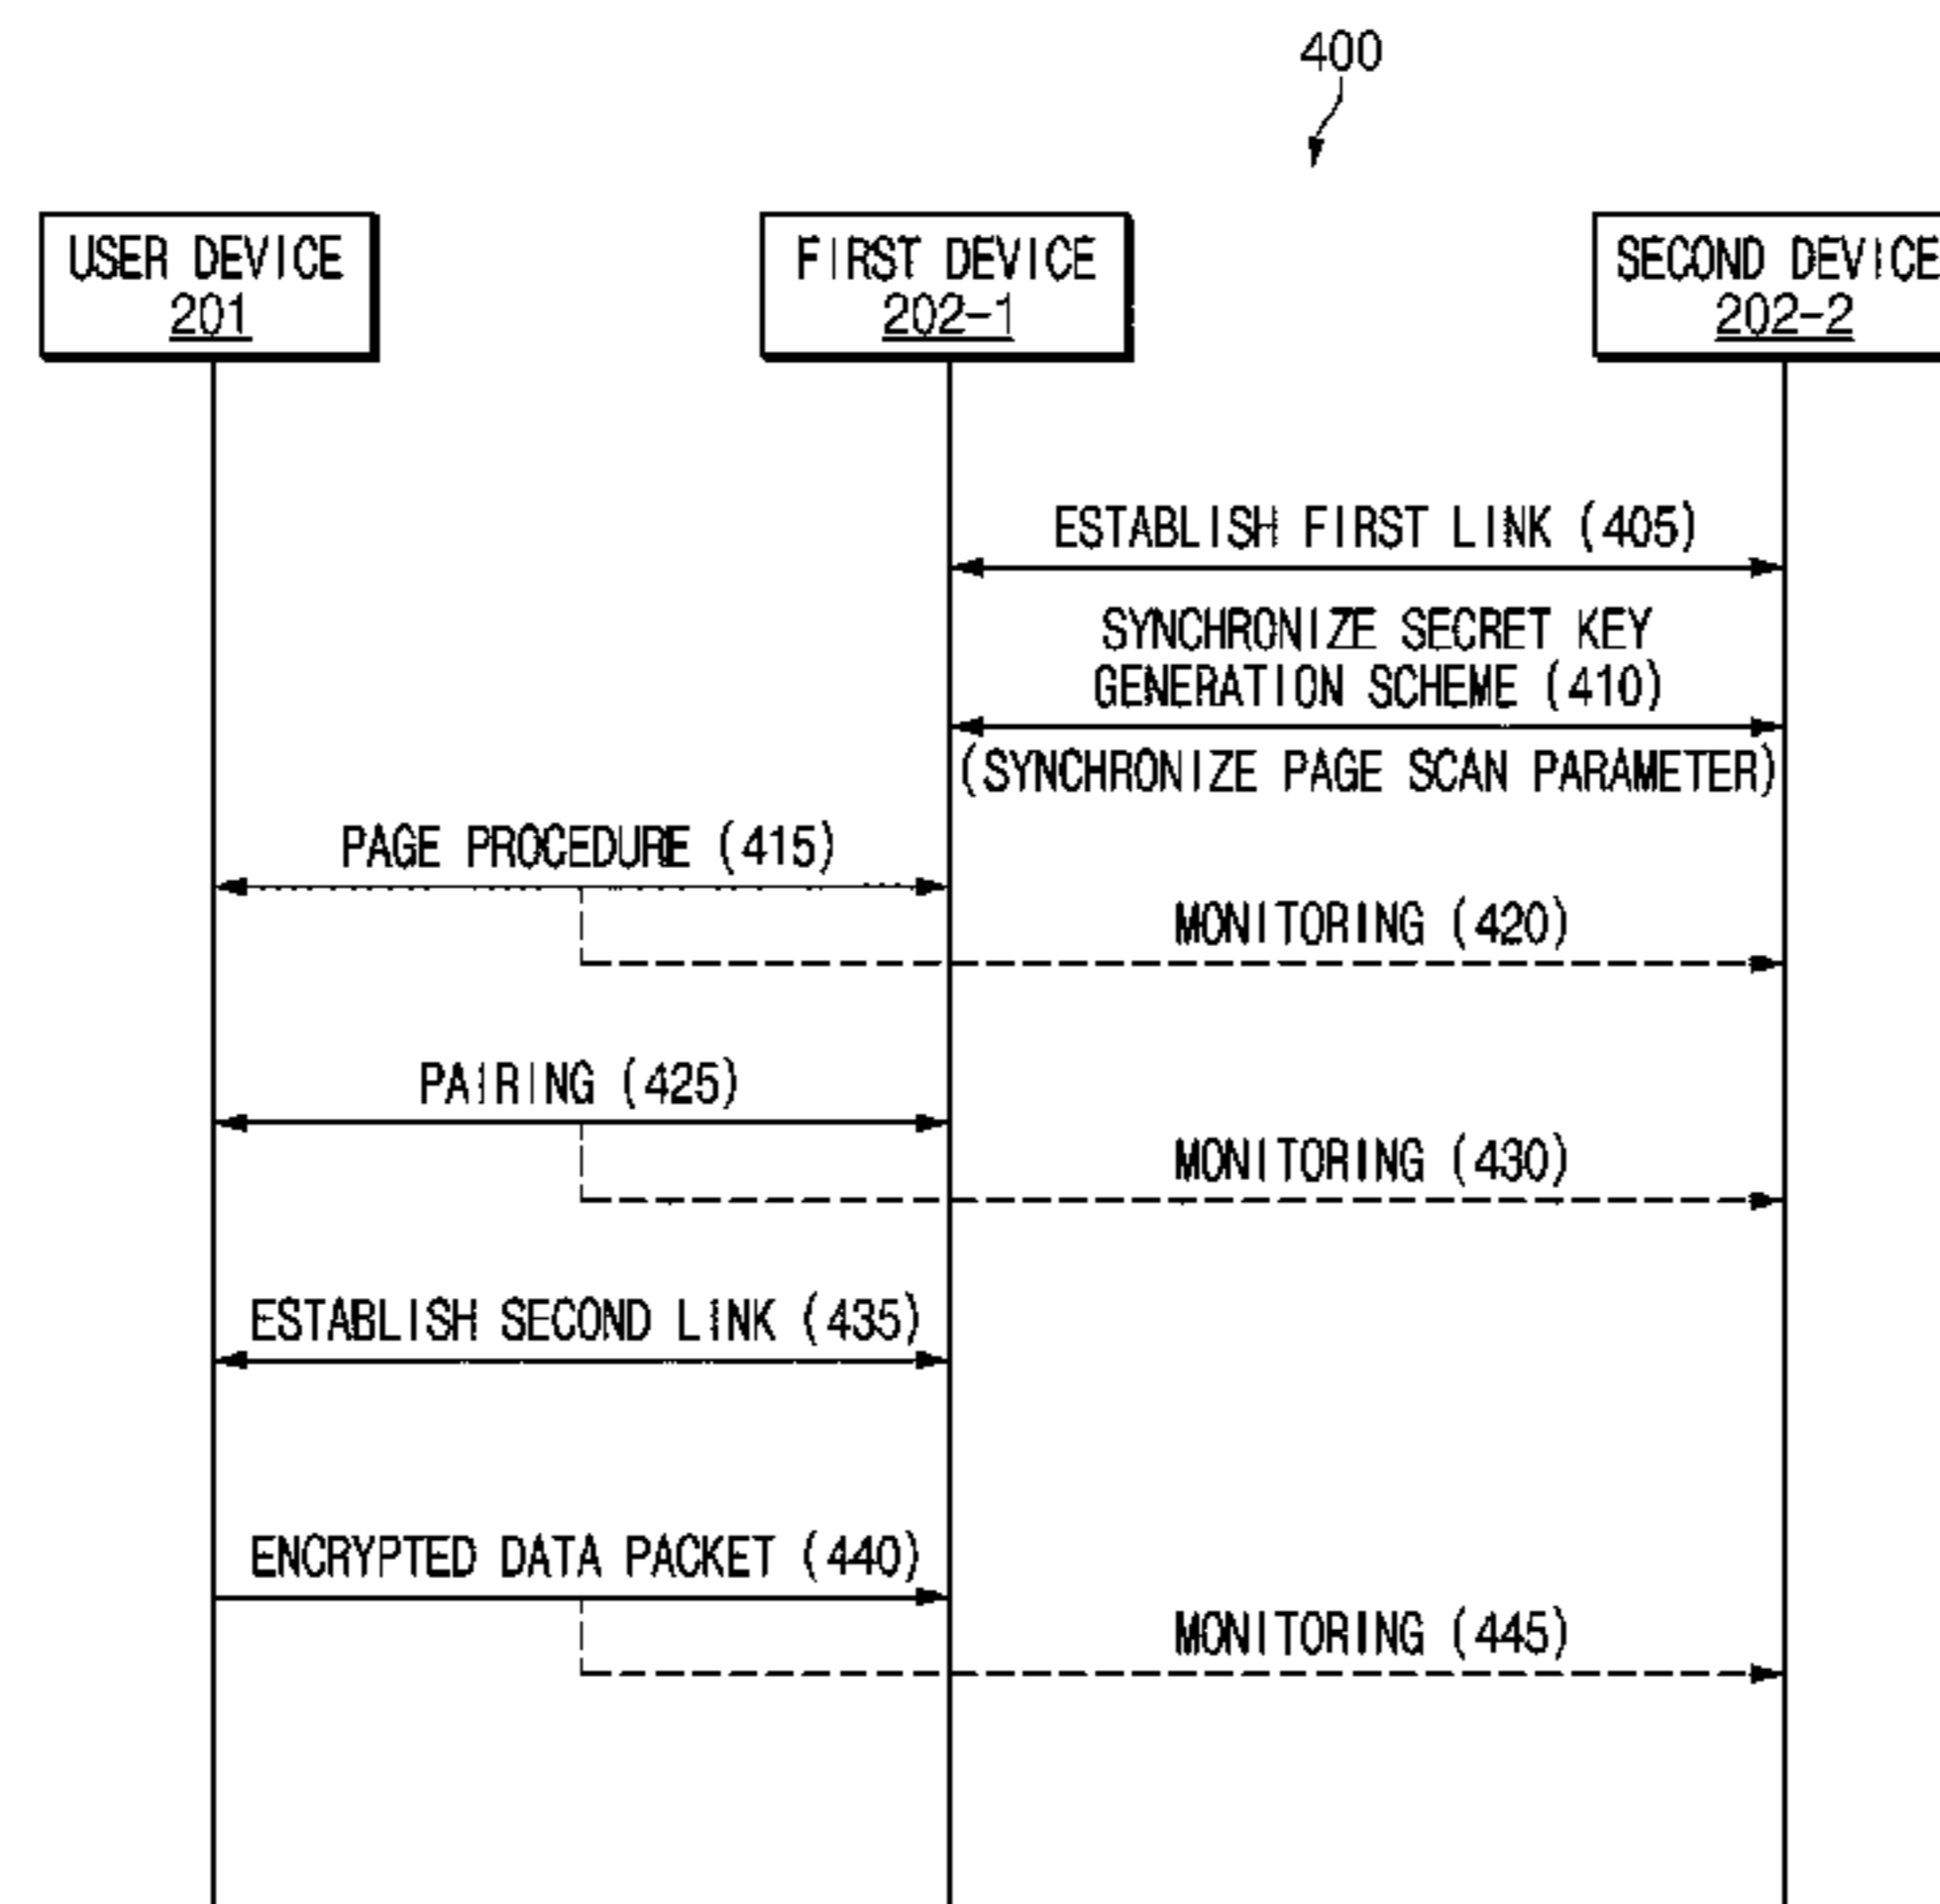 400
USER DEVICE
201
FIRST DEVICE
202-1
SECOND DEVICE
202-2
ESTABLISH FIRST LINK (405)
SYNCHRONIZE SECRET KEY
GENERATION SCHEME (410)
(SYNCHRONIZE PAGE SCAN PARAMETER)
PAGE PROCEDURE (415)
MONITORING (420)
PAIRING (425)
MONITORING (430)
ESTABLISH SECOND LINK (435)
ENCRYPTED DATA PACKET (440)
MONITORING (445)